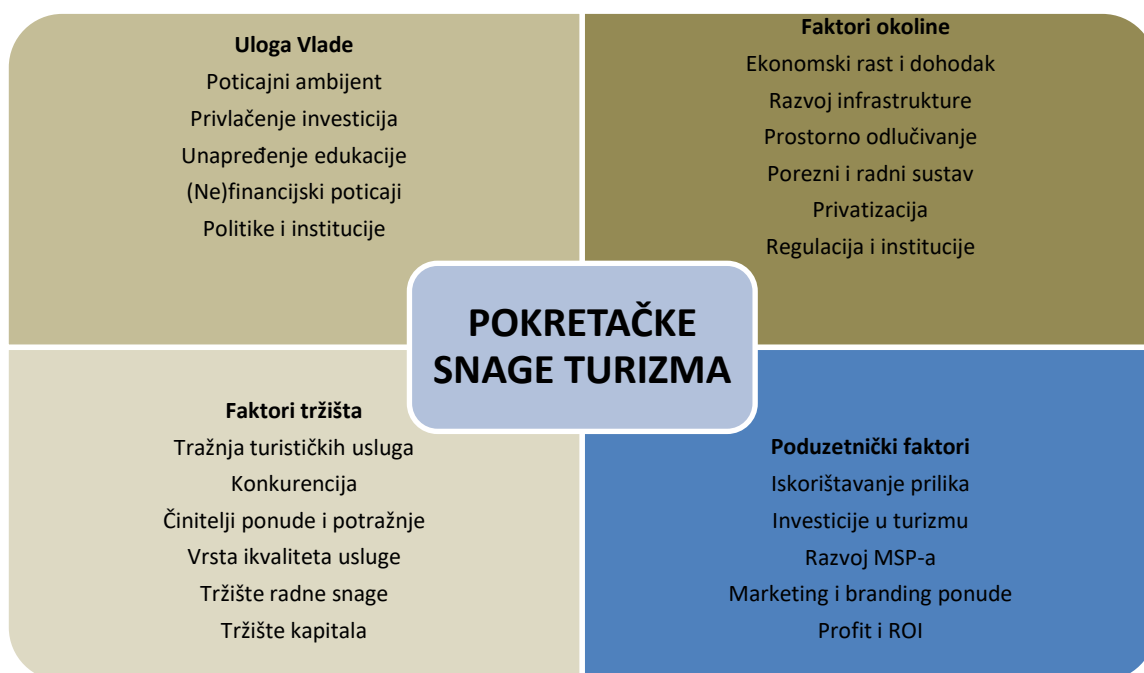 Uloga Vlade
Poticajni ambijent
Privlačenje investicija
Unapređenje edukacije
(Ne)financijski poticaji
Politike i institucije
Faktori okoline
Ekonomski rast i dohodak
Razvoj infrastrukture
Prostorno odlučivanje
Porezni i radni sustav
Privatizacija
Regulacija i institucije
POKRETAČKE
SNAGE TURIZMA
Faktori tržišta
Tražnja turističkih usluga
Konkurencija
Činitelji ponude i potražnje
Vrsta ikvaliteta usluge
Tržište radne snage
Tržište kapitala
Poduzetnički faktori
Iskorištavanje prilika
Investicije u turizmu
Razvoj MSP-a
Marketing i branding ponude
Profit i ROI